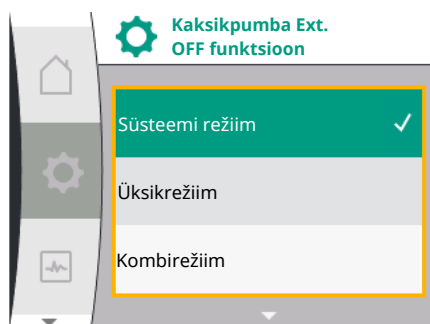 Kaksikpumba Ext.
OFF funktsioon
Süsteemi režiim
Üksikrežiim
Kombirežiim